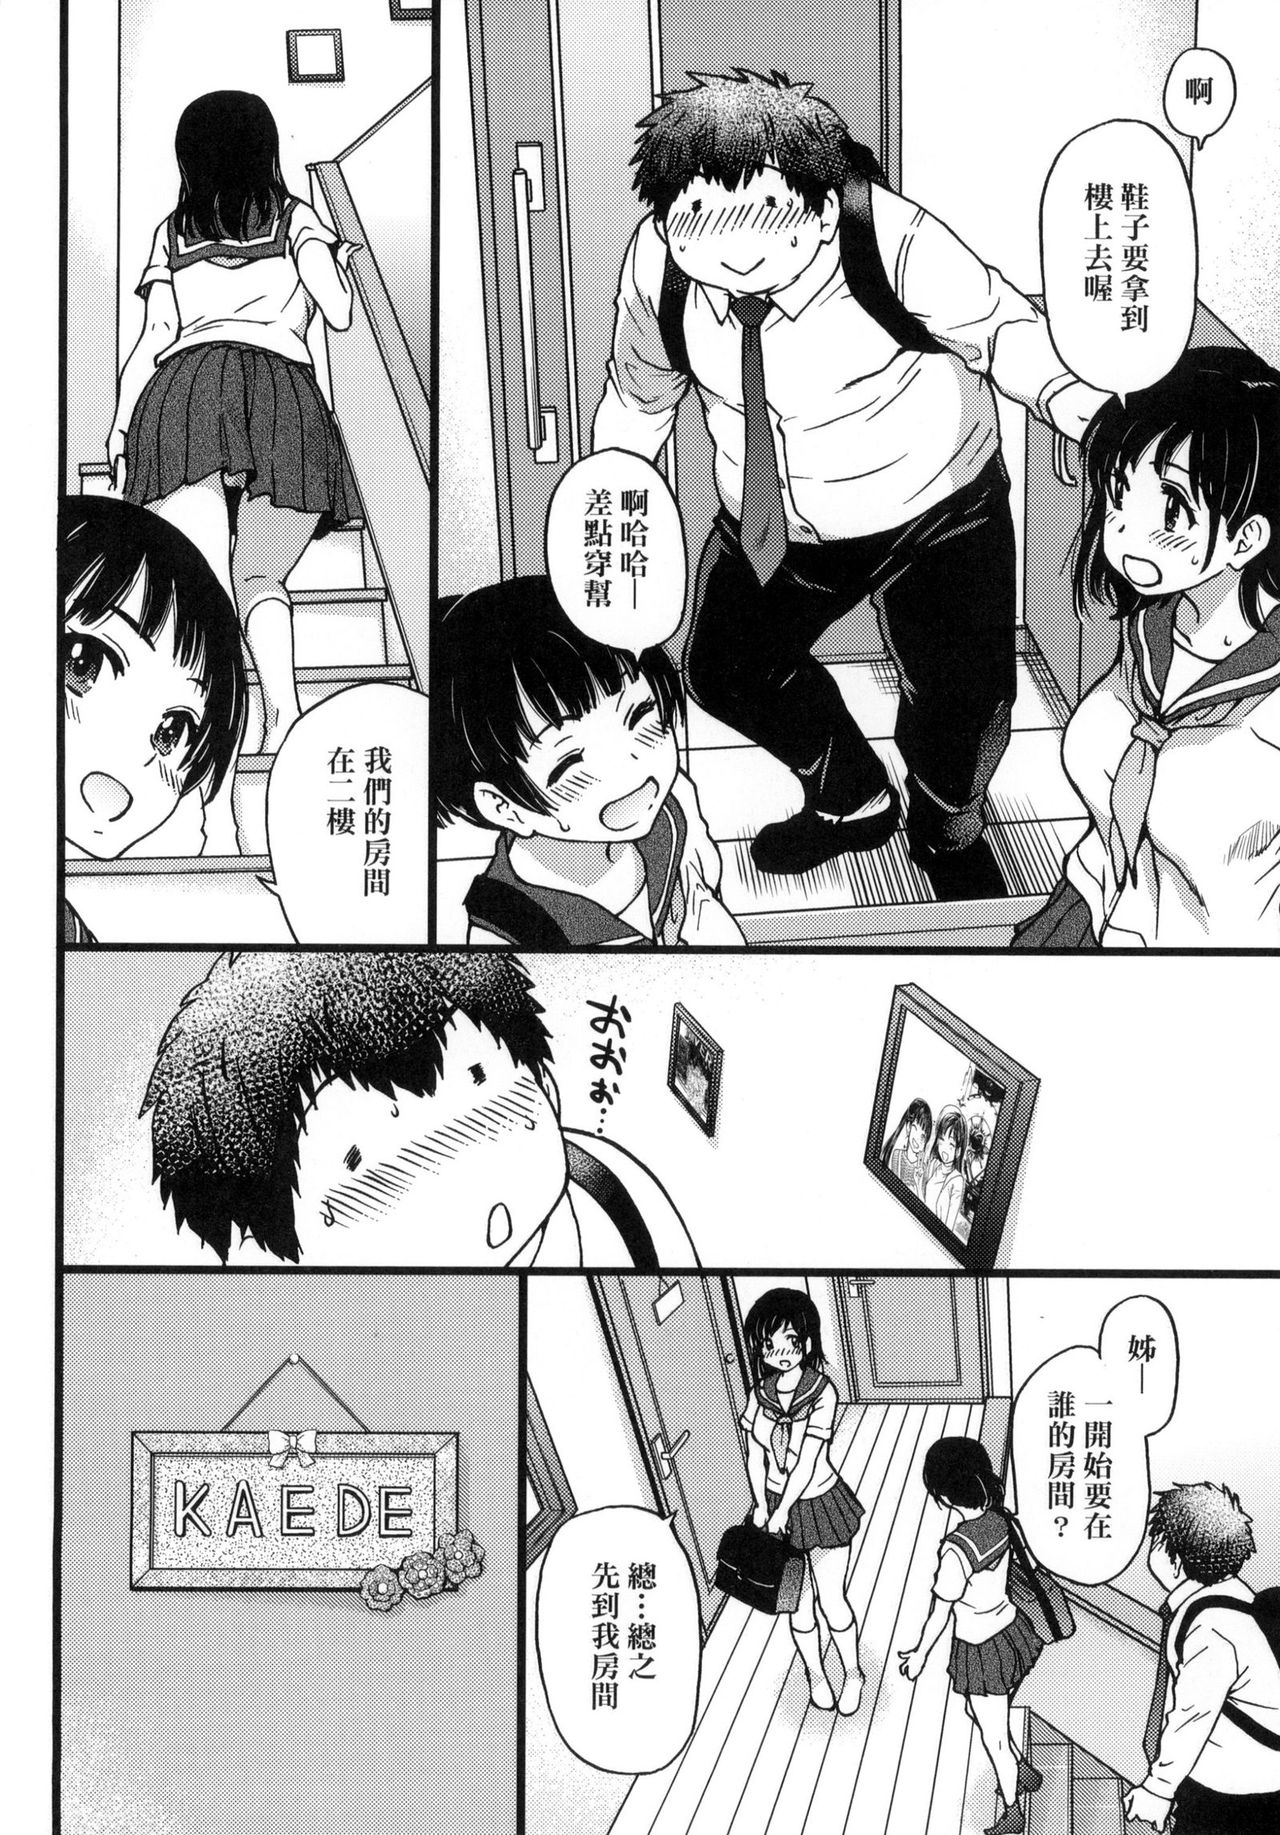 啊
鞋子要拿到
樓上去喔
啊哈哈—
差點穿幫
我們的房間
在二樓
おおぉ…
姊—
一開始要在
誰的房間？
總…總之
先到我房間
KAEDE